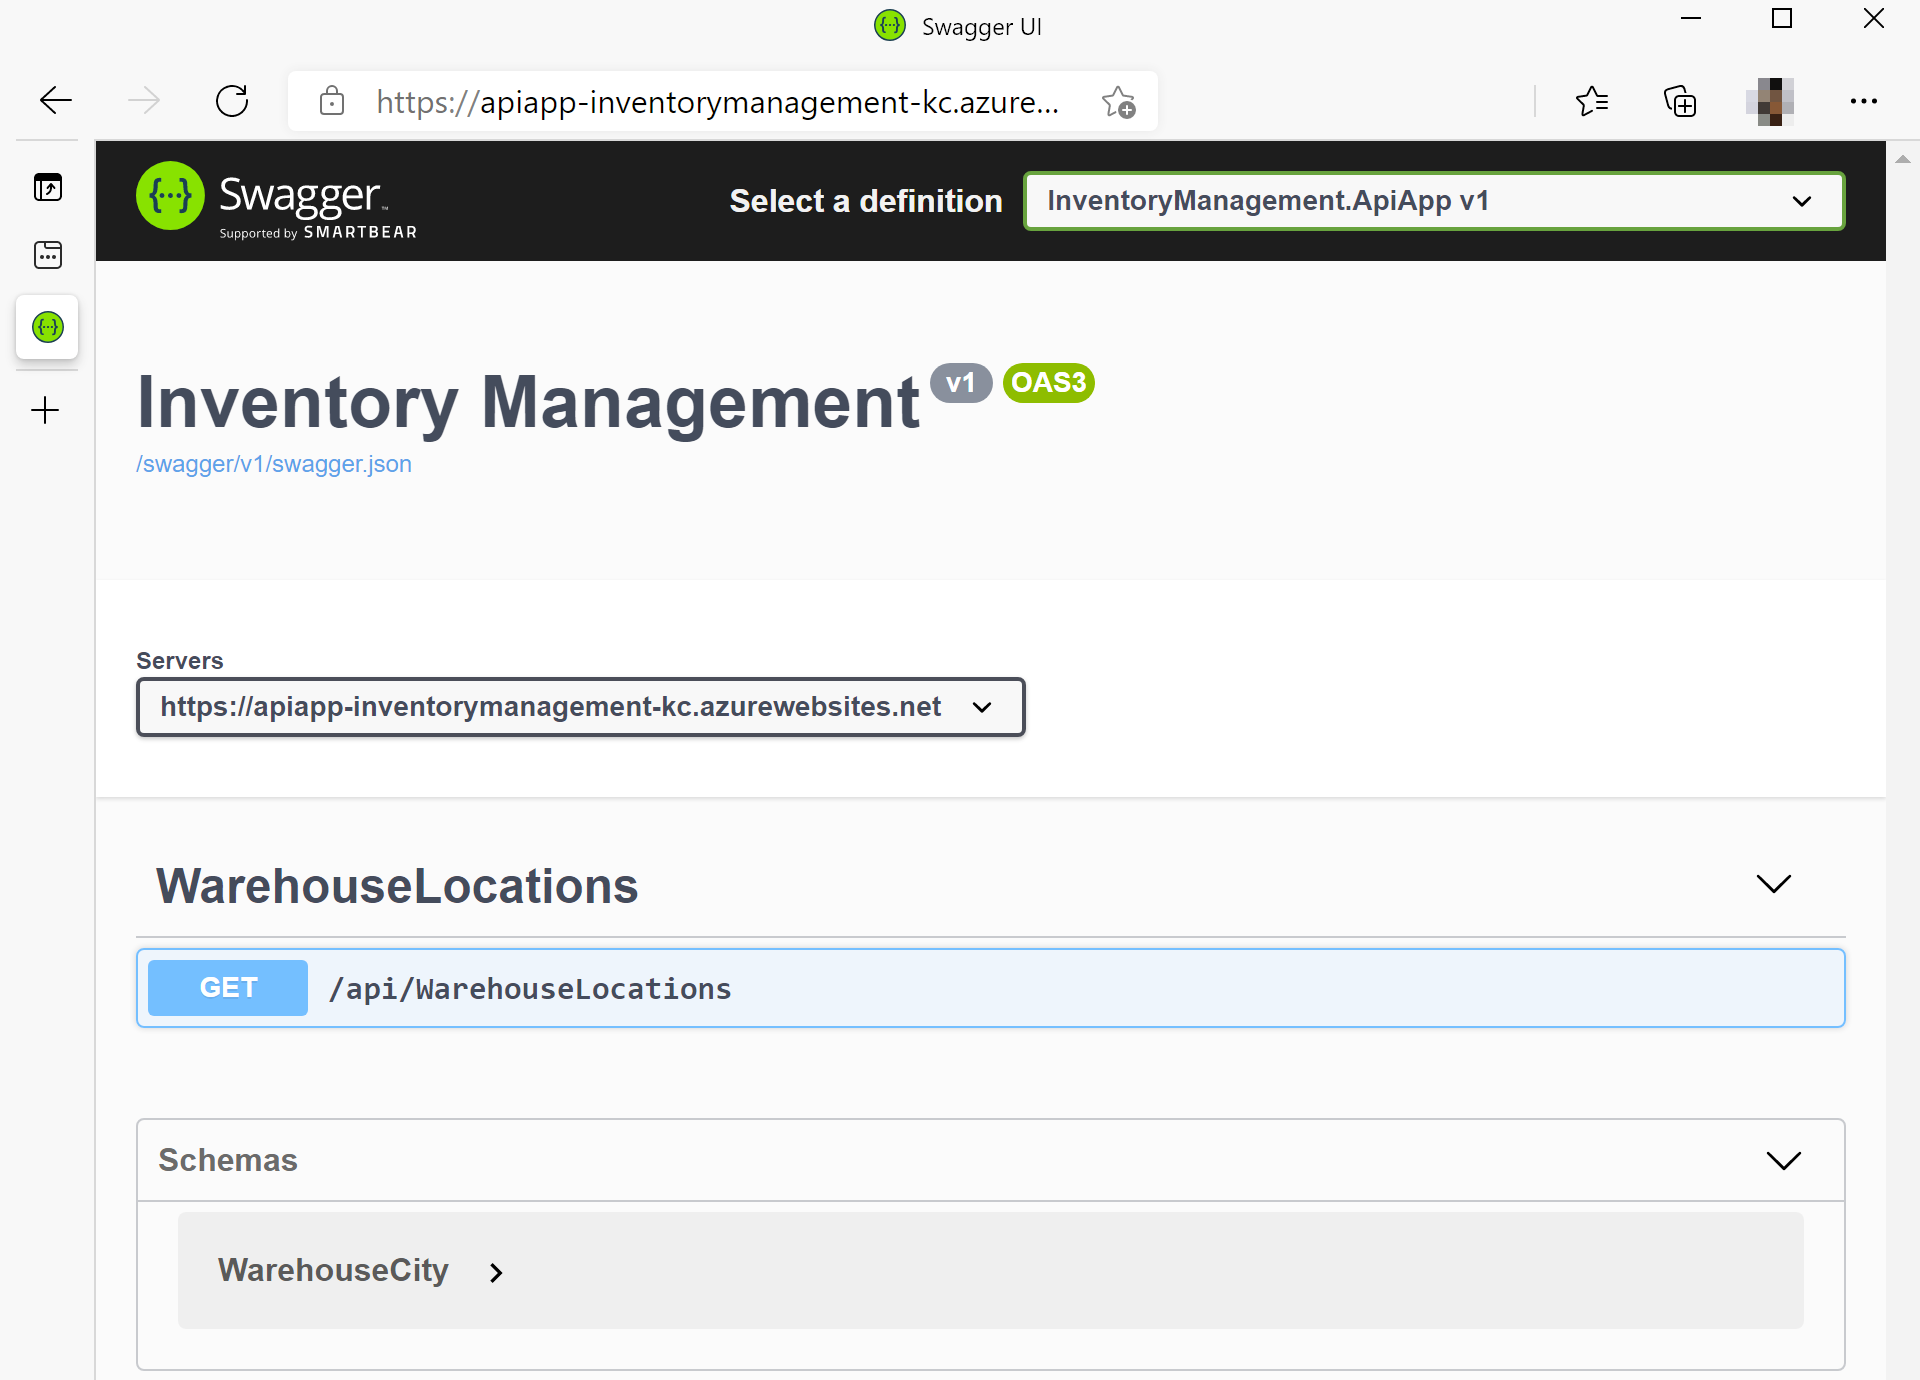 Swagger UI
https://apiapp-inventorymanagement-kc.azure...
Swagger™
Supported by SMARTBEAR
Select a definition
InventoryManagement.ApiApp v1
Inventory Management v1 OAS3
/swagger/v1/swagger.json
Servers
https://apiapp-inventorymanagement-kc.azurewebsites.net
WarehouseLocations
GET /api/WarehouseLocations
Schemas
WarehouseCity